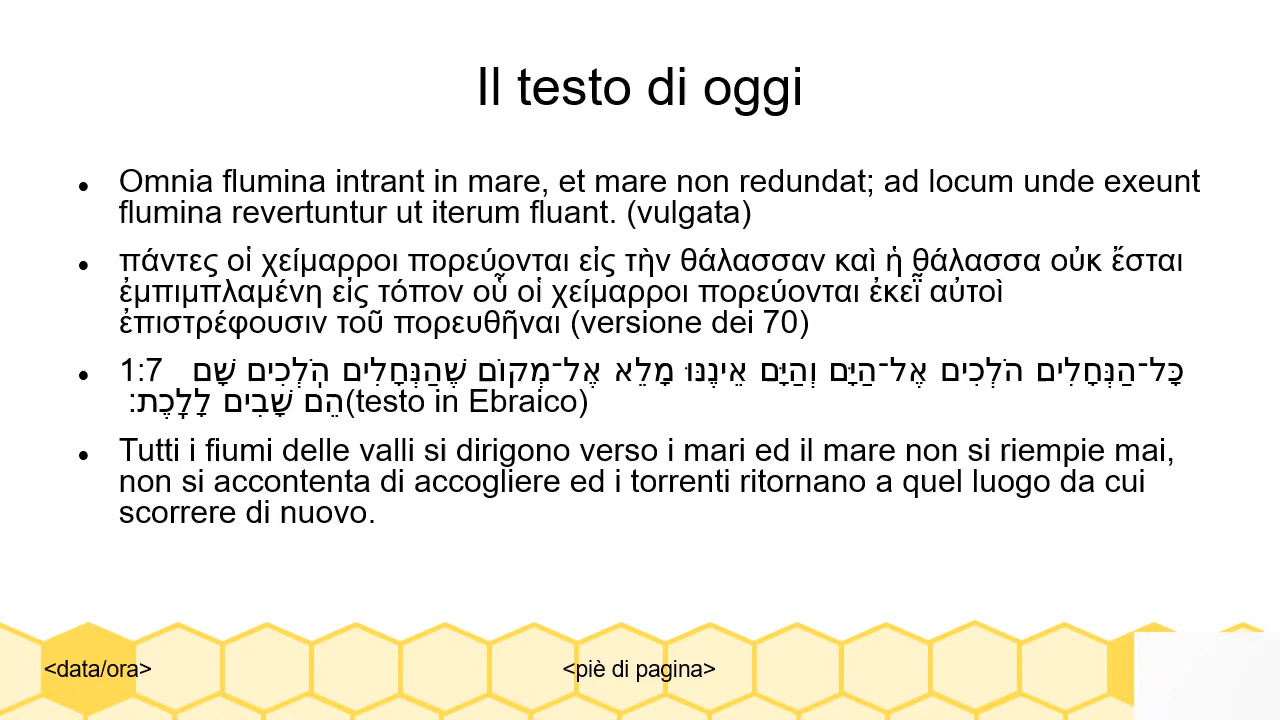 Il testo di oggi
● Omnia flumina intrant in mare, et mare non redundat; ad locum unde exeunt
flumina revertuntur ut iterum fluant. (vulgata)
● πάντες οἱ χείμαρροι πορεύονται εἰς τὴν θάλασσαν καὶ ἡ θάλασσα οὐκ ἔσται
ἐμπιμπλαμένη εἰς τόπον οὗ οἱ χείμαρροι πορεύονται ἐκεῖ αὐτοὶ
ἐπιστρέφουσιν τοῦ πορευθῆναι (versione dei 70)
● 1:7 כָּל־הַנְּחָלִים הֹלְכִים אֶל־הַיָּם וְהַיָּם אֵינֶנּוּ מָלֵא אֶל־מְקוֹם שֶׁהַנְּחָלִים הֹֽלְכִים שָׁם
הֵם שָׁבִים לָלָֽכֶת׃ (testo in Ebraico)
● Tutti i fiumi delle valli si dirigono verso i mari ed il mare non si riempie mai,
non si accontenta di accogliere ed i torrenti ritornano a quel luogo da cui
scorrere di nuovo.
<data/ora> <piè di pagina>